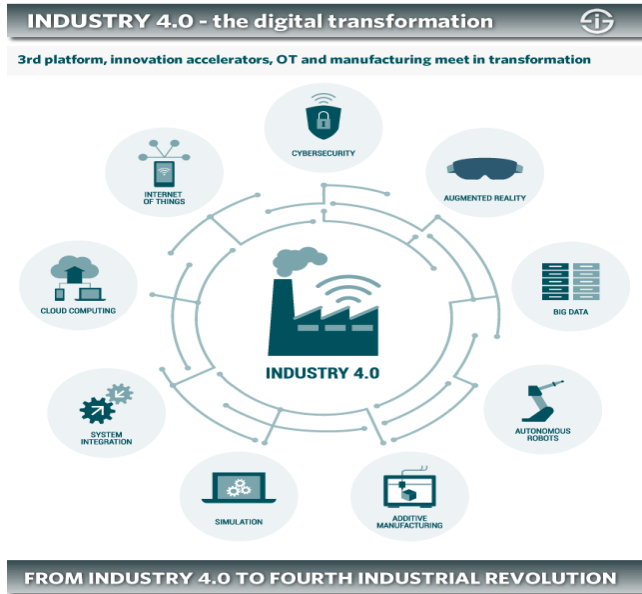 INDUSTRY 4.0 - the digital transformation
3rd platform, innovation accelerators, OT and manufacturing meet in transformation
CYBERSECURITY
INTERNET
OF THINGS
AUGMENTED REALITY
CLOUD COMPUTING
BIG DATA
INDUSTRY 4.0
SYSTEM
INTEGRATION
AUTONOMOUS
ROBOTS
SIMULATION
ADDITIVE
MANUFACTURING
FROM INDUSTRY 4.0 TO FOURTH INDUSTRIAL REVOLUTION